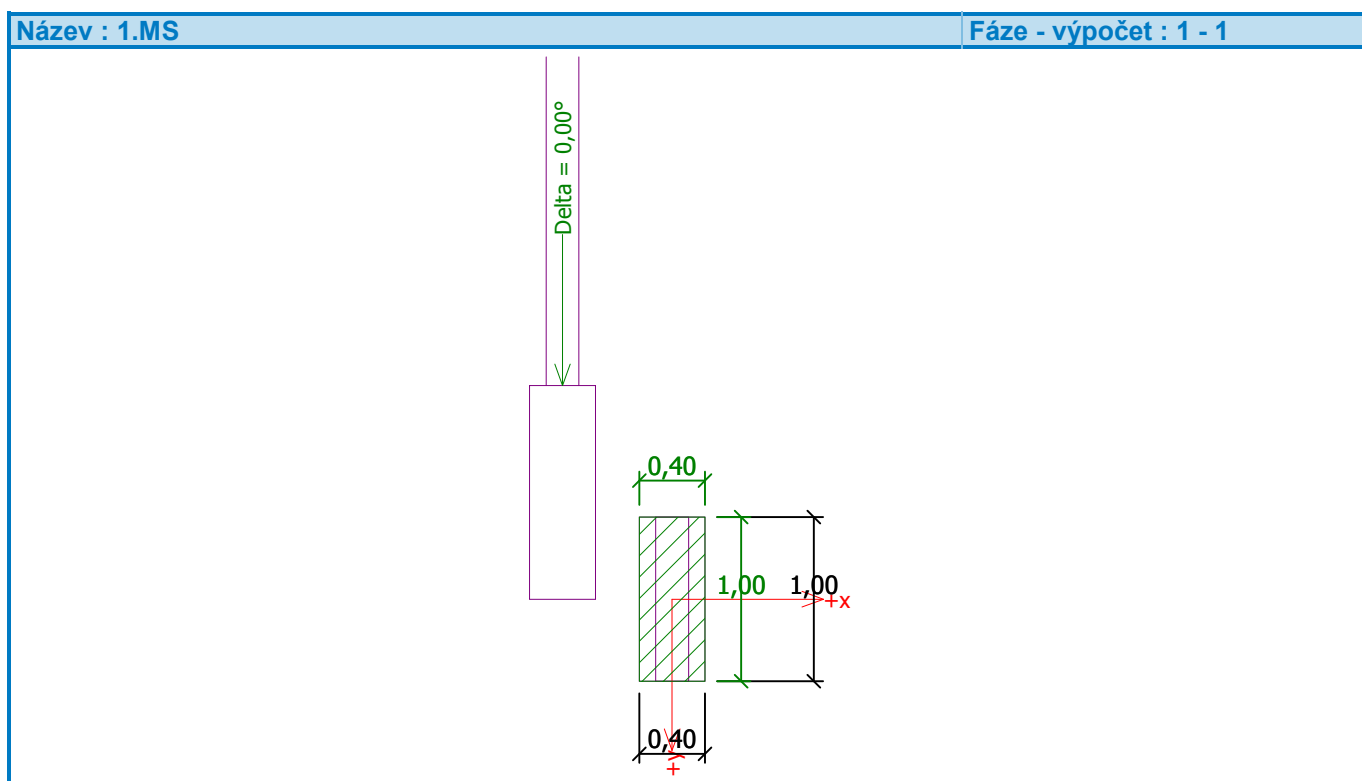 Název : 1.MS
Fáze - výpočet : 1 - 1
Delta = 0,00°
0,40
1,00 1,00
+x
0,40
+y